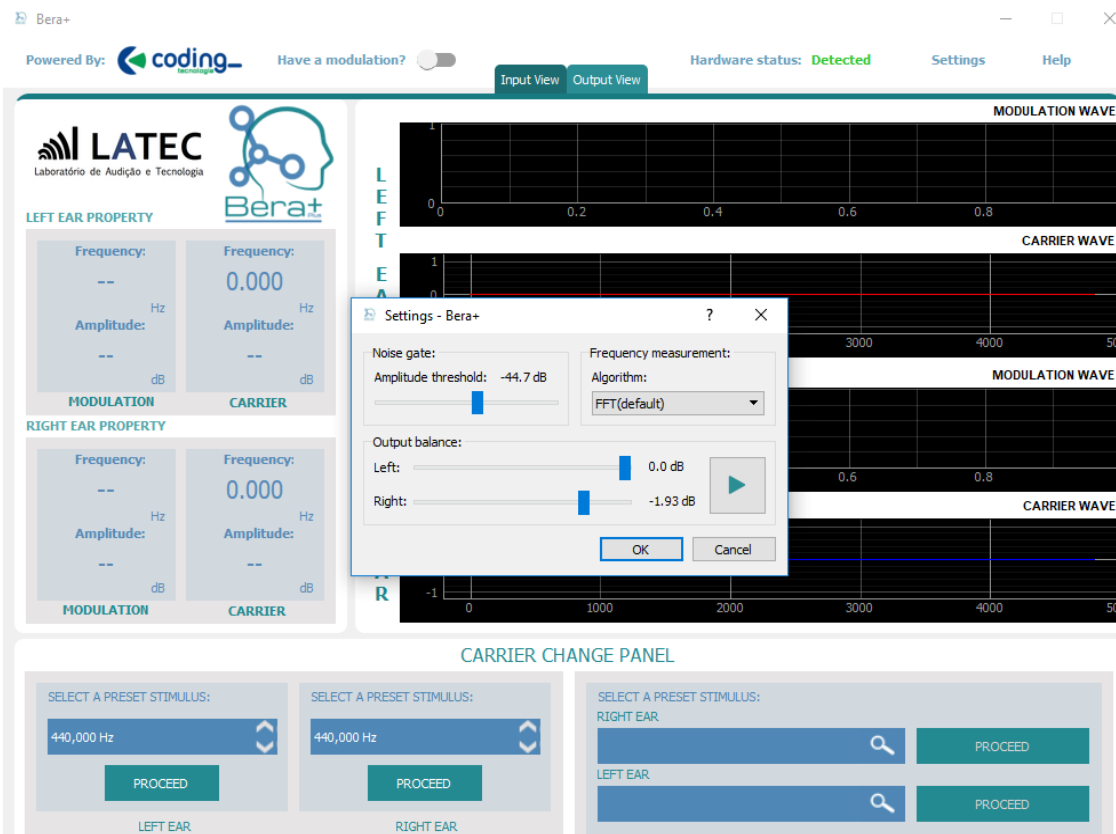 Bera+
Powered By: coding_ tecnologia
Have a modulation?
Input View
Output View
Hardware status: Detected
Settings
Help
LATEC
Laboratório de Audição e Tecnologia
Bera+
Plus
LEFT EAR PROPERTY
Frequency:
--
Hz
Amplitude:
--
dB
MODULATION
Frequency:
0.000
Hz
Amplitude:
--
dB
CARRIER
RIGHT EAR PROPERTY
Frequency:
--
Hz
Amplitude:
--
dB
MODULATION
Frequency:
0.000
Hz
Amplitude:
--
dB
CARRIER
LEFT EA
MODULATION WAVE
1
0
0 0.2 0.4 0.6 0.8
CARRIER WAVE
1
0
3000 4000 50
MODULATION WAVE
0.6 0.8
CARRIER WAVE
AR
-1
0 1000 2000 3000 4000 50
Settings - Bera+
?
Noise gate:
Amplitude threshold: -44.7 dB
Frequency measurement:
Algorithm:
FFT(default)
Output balance:
Left: 0.0 dB
Right: -1.93 dB
OK
Cancel
CARRIER CHANGE PANEL
SELECT A PRESET STIMULUS:
440,000 Hz
PROCEED
LEFT EAR
SELECT A PRESET STIMULUS:
440,000 Hz
PROCEED
RIGHT EAR
SELECT A PRESET STIMULUS:
RIGHT EAR
PROCEED
LEFT EAR
PROCEED